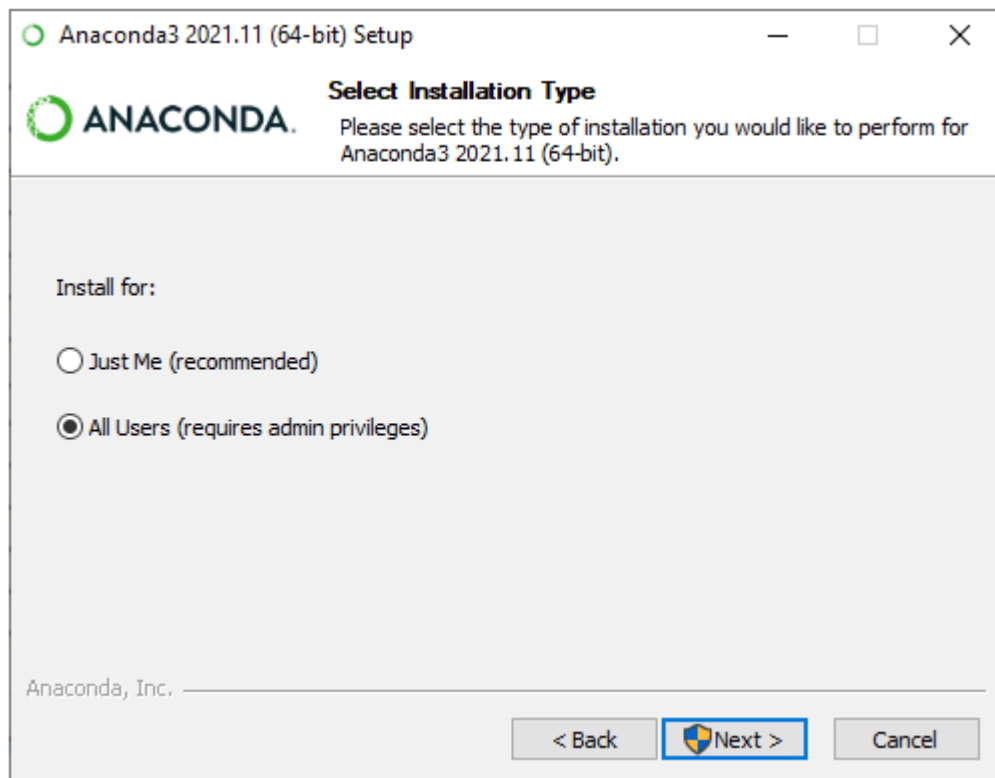 Anaconda3 2021.11 (64-bit) Setup
ANACONDA.
Select Installation Type
Please select the type of installation you would like to perform for
Anaconda3 2021.11 (64-bit).
Install for:
Just Me (recommended)
All Users (requires admin privileges)
Anaconda, Inc.
< Back
Next >
Cancel